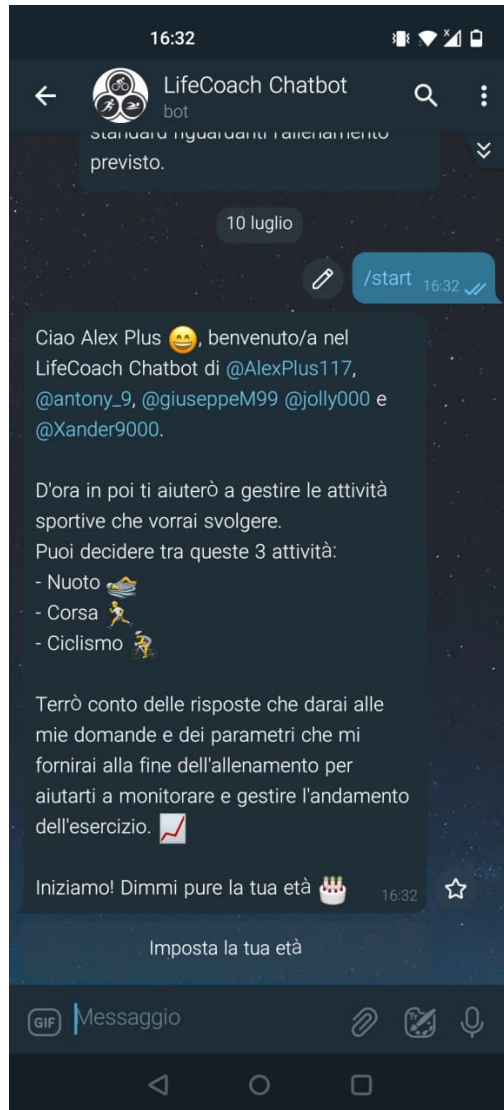 16:32
LifeCoach Chatbot
bot
standard riguardanti l'allenamento
previsto.
10 luglio
/start 16:32
Ciao Alex Plus 😄, benvenuto/a nel
LifeCoach Chatbot di @AlexPlus117,
@antony_9, @giuseppeM99 @jolly000 e
@Xander9000.
D'ora in poi ti aiuterò a gestire le attività
sportive che vorrai svolgere.
Puoi decidere tra queste 3 attività:
- Nuoto 🏊
- Corsa 🏃
- Ciclismo 🚴
Terrò conto delle risposte che darai alle
mie domande e dei parametri che mi
fornirai alla fine dell'allenamento per
aiutarti a monitorare e gestire l'andamento
dell'esercizio. 📈
Iniziamo! Dimmi pure la tua età 🎂 16:32
Imposta la tua età
GIF Messaggio